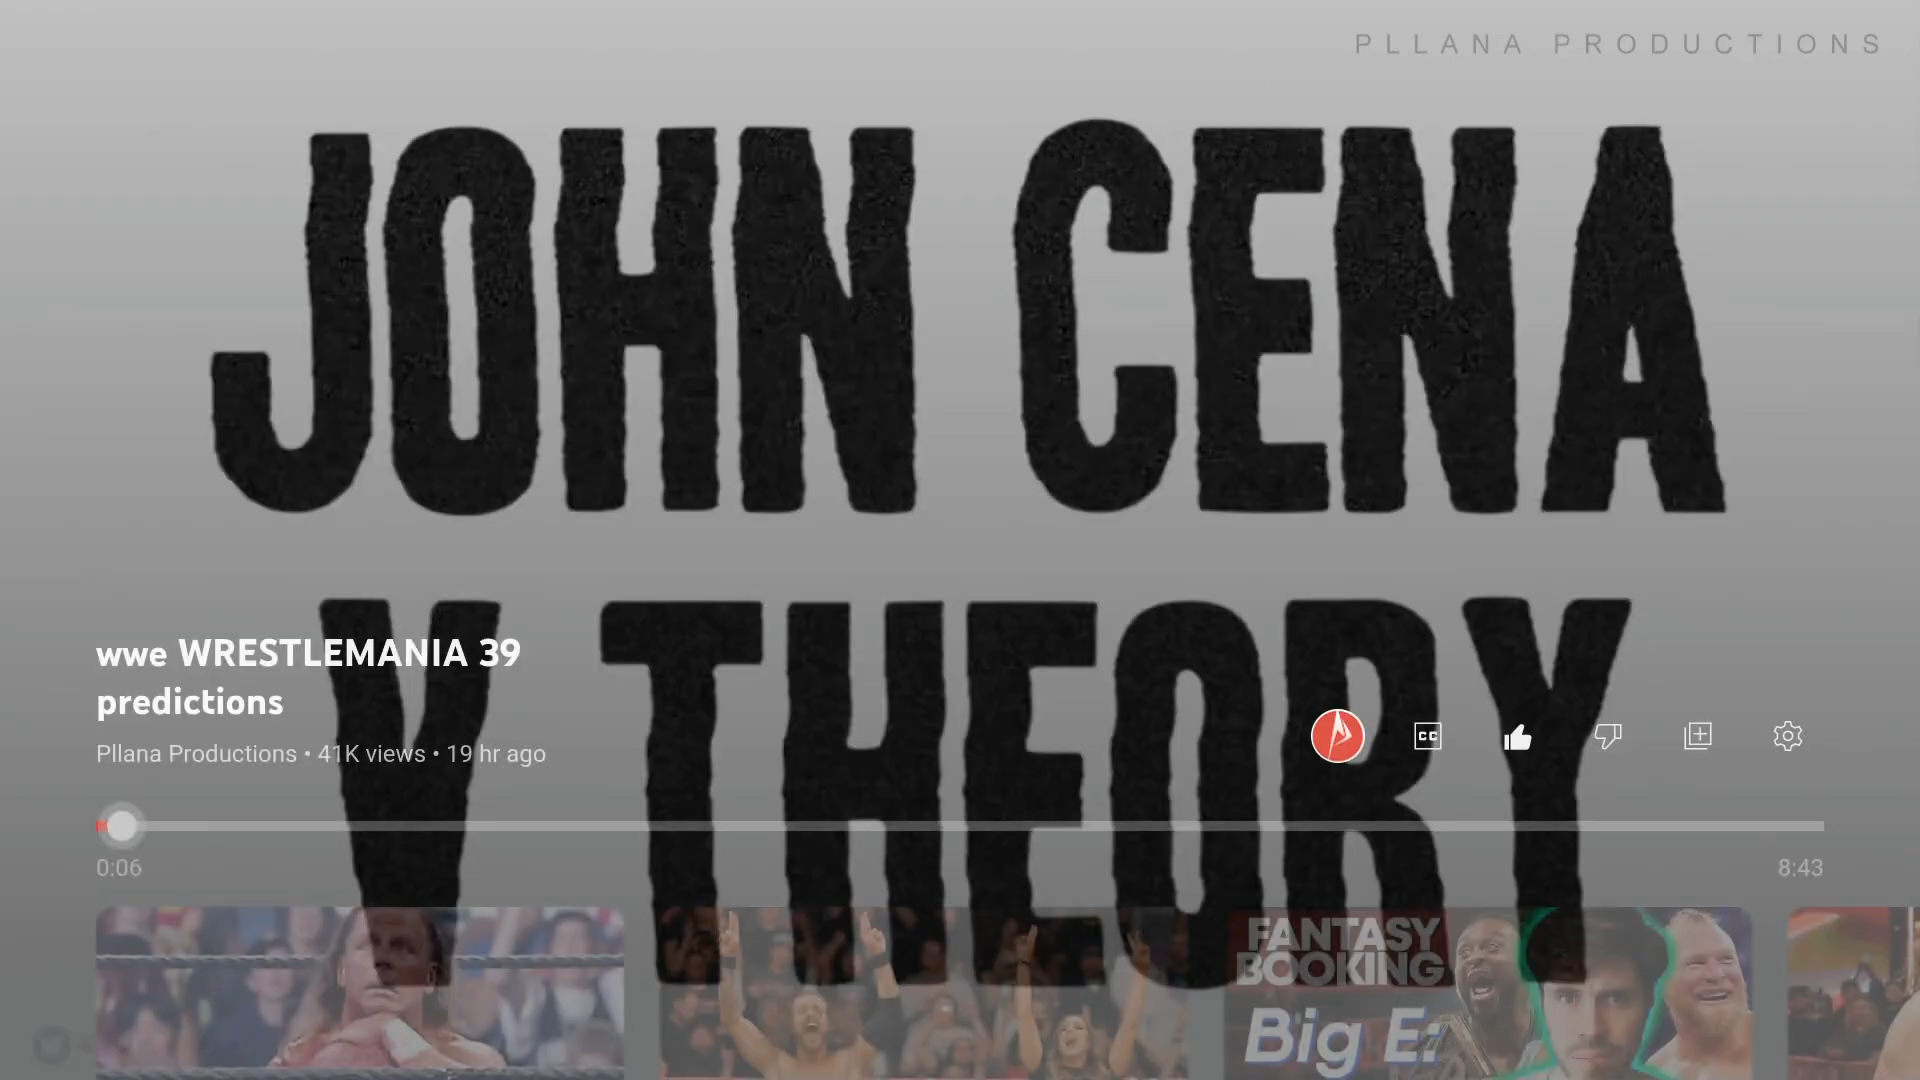 PLLANA PRODUCTIONS
JOHN CENA
V THEORY
wwe WRESTLEMANIA 39
predictions
Pllana Productions • 41K views • 19 hr ago
CC
0:06
8:43
FANTASY
BOOKING
Big E: